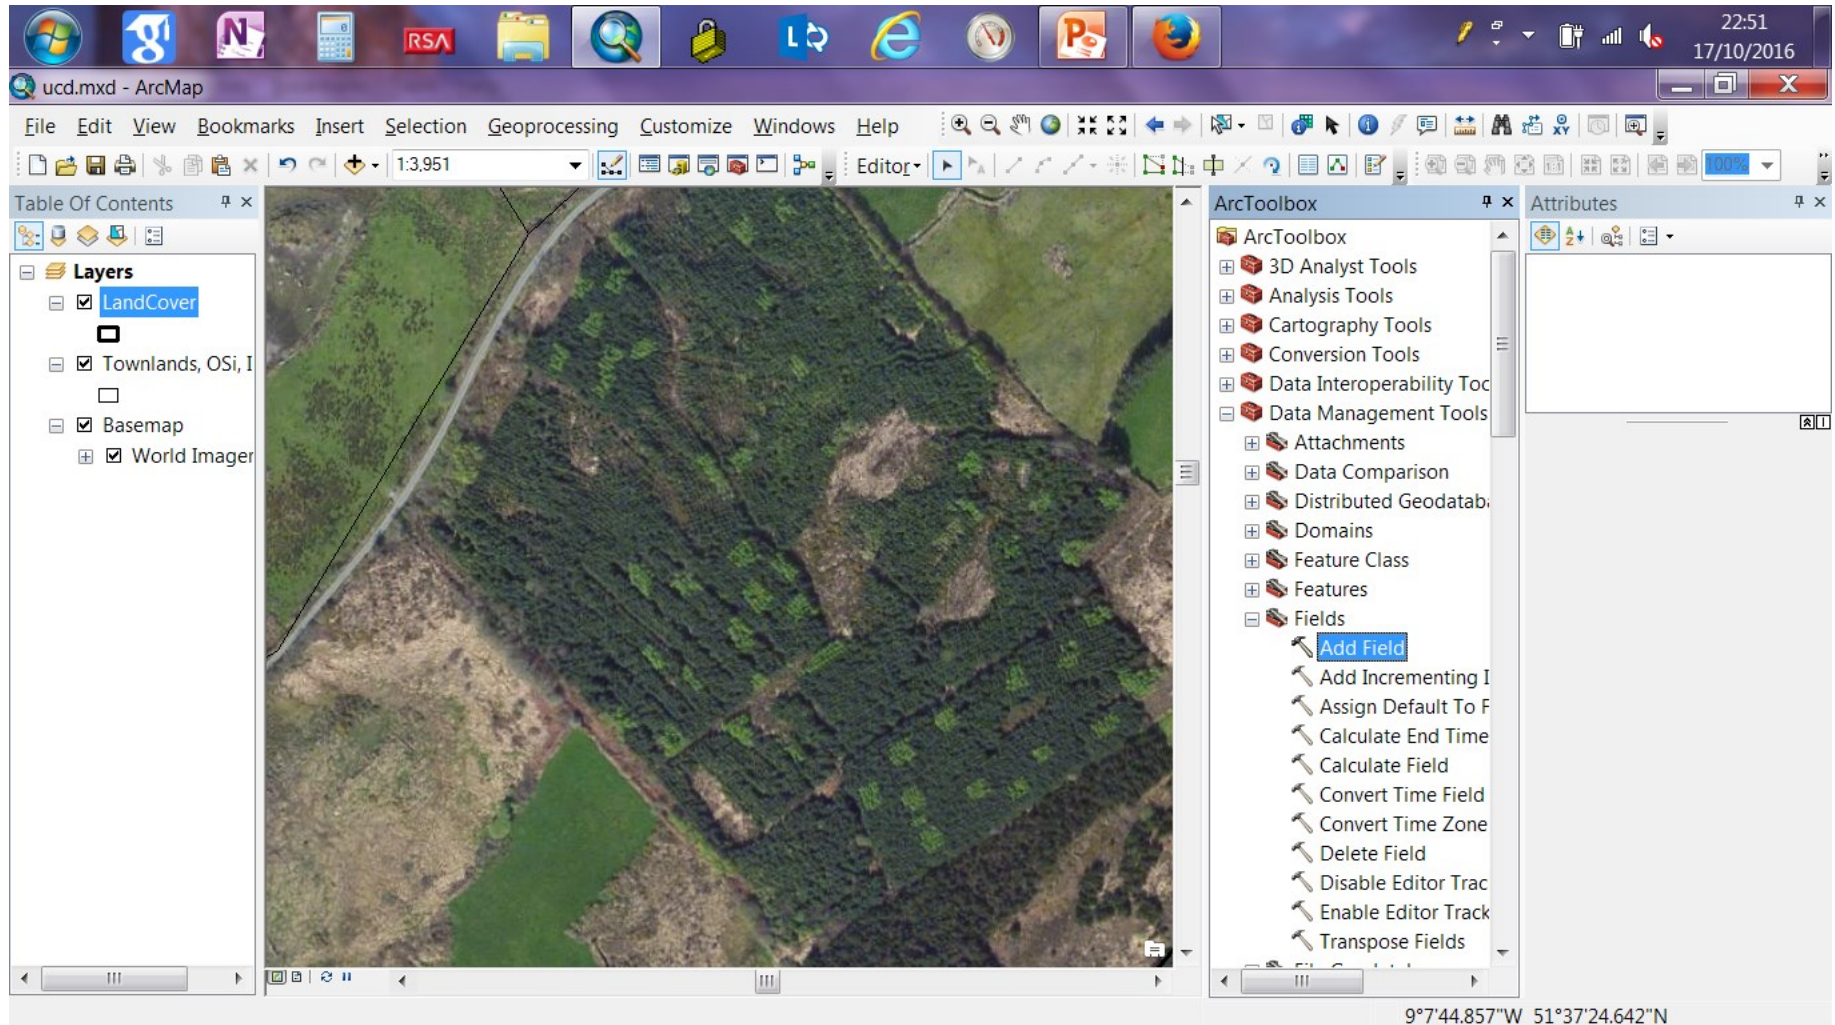 RSA
22:51
17/10/2016
ucd.mxd - ArcMap
File Edit View Bookmarks Insert Selection Geoprocessing Customize Windows Help
1:3,951 Editor 100%
Table Of Contents
Layers
LandCover
Townlands, OSi, I
Basemap
World Imager
ArcToolbox
ArcToolbox
3D Analyst Tools
Analysis Tools
Cartography Tools
Conversion Tools
Data Interoperability Toc
Data Management Tools
Attachments
Data Comparison
Distributed Geodatab
Domains
Feature Class
Features
Fields
Add Field
Add Incrementing I
Assign Default To F
Calculate End Time
Calculate Field
Convert Time Field
Convert Time Zone
Delete Field
Disable Editor Trac
Enable Editor Track
Transpose Fields
Attributes
9°7'44.857"W 51°37'24.642"N